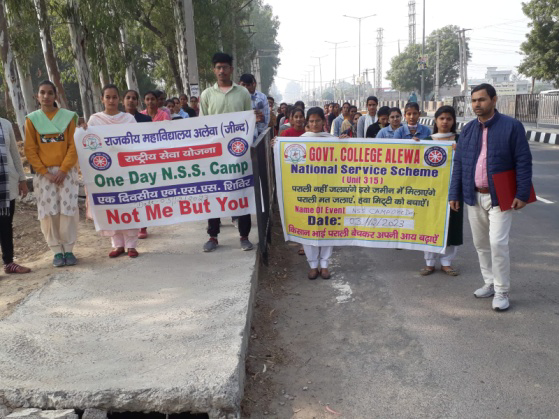 राजकीय महाविद्यालय अलेवा (जीन्द)
राष्ट्रीय सेवा योजना
One Day N.S.S. Camp
एक दिवसीय एन.एस.एस. शिविर
Not Me But You
GOVT. COLLEGE ALEWA
National Service Scheme
( Unit 315 )
पराली नहीं जलाएंगे इसे जमीन में मिलाएंगे
पराली मत जलाएँ, हवा मिट्टी को बचाऐं
Name Of Event
Date:
किसान भाई पराली बेचकर अपनी आय बढ़ाऐं